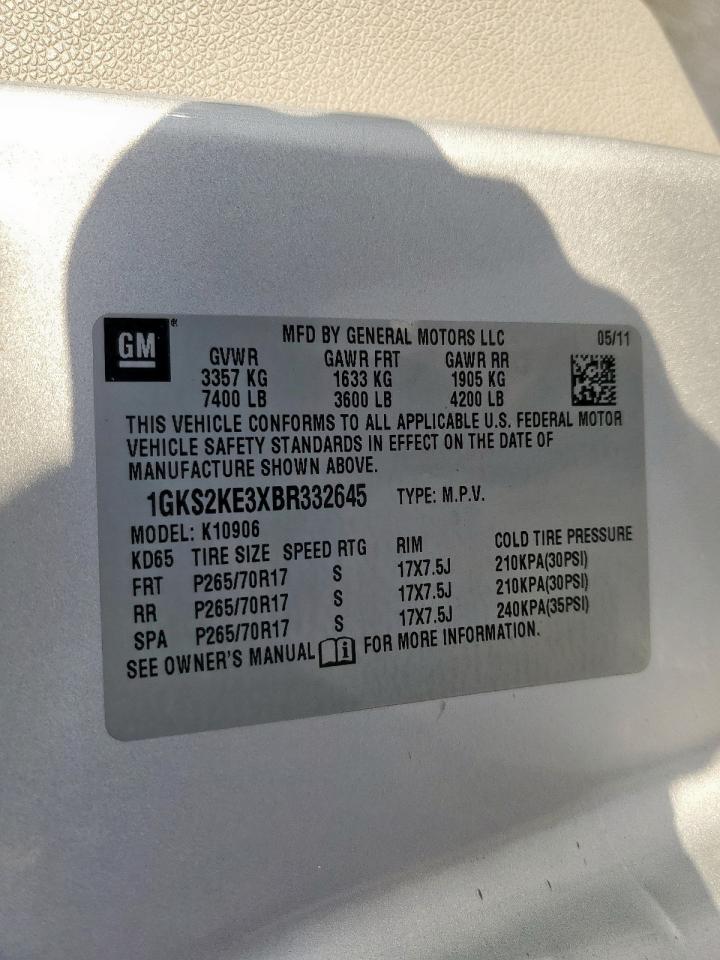 GM ®
MFD BY GENERAL MOTORS LLC 05/11
GVWR GAWR FRT GAWR RR
3357 KG 1633 KG 1905 KG
7400 LB 3600 LB 4200 LB
THIS VEHICLE CONFORMS TO ALL APPLICABLE U.S. FEDERAL MOTOR
VEHICLE SAFETY STANDARDS IN EFFECT ON THE DATE OF
MANUFACTURE SHOWN ABOVE.
1GKS2KE3XBR332645 TYPE: M.P.V.
MODEL: K10906
KD65 TIRE SIZE SPEED RTG RIM COLD TIRE PRESSURE
FRT P265/70R17 S 17X7.5J 210KPA(30PSI)
RR P265/70R17 S 17X7.5J 210KPA(30PSI)
SPA P265/70R17 S 17X7.5J 240KPA(35PSI)
SEE OWNER'S MANUAL i FOR MORE INFORMATION.